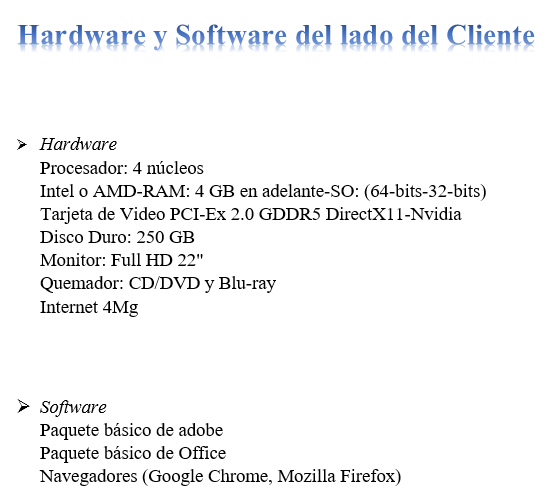 Hardware y Software del lado del Cliente
Hardware
Procesador: 4 núcleos
Intel o AMD-RAM: 4 GB en adelante-SO: (64-bits-32-bits)
Tarjeta de Video PCI-Ex 2.0 GDDR5 DirectX11-Nvidia
Disco Duro: 250 GB
Monitor: Full HD 22"
Quemador: CD/DVD y Blu-ray
Internet 4Mg
Software
Paquete básico de adobe
Paquete básico de Office
Navegadores (Google Chrome, Mozilla Firefox)